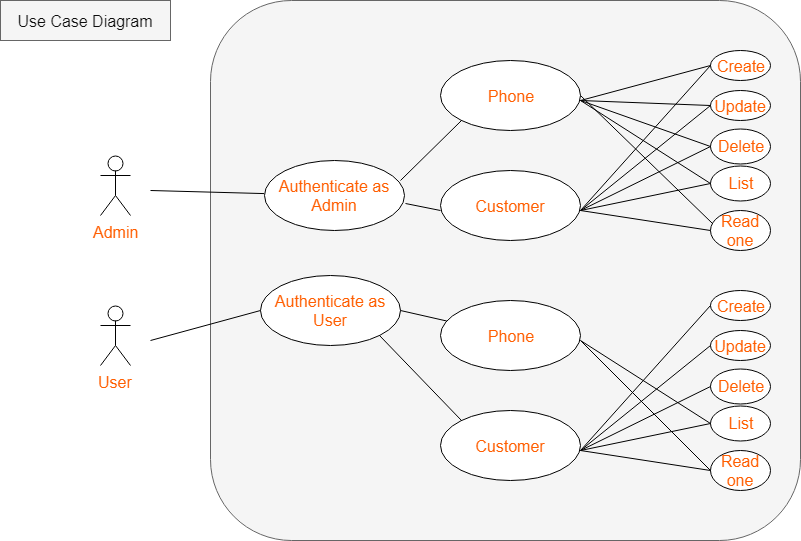 Use Case Diagram
Create
Phone
Update
Delete
Authenticate as
Admin
List
Customer
Read
one
Admin
Authenticate as
User
Create
Phone
Update
User
Delete
List
Customer
Read
one